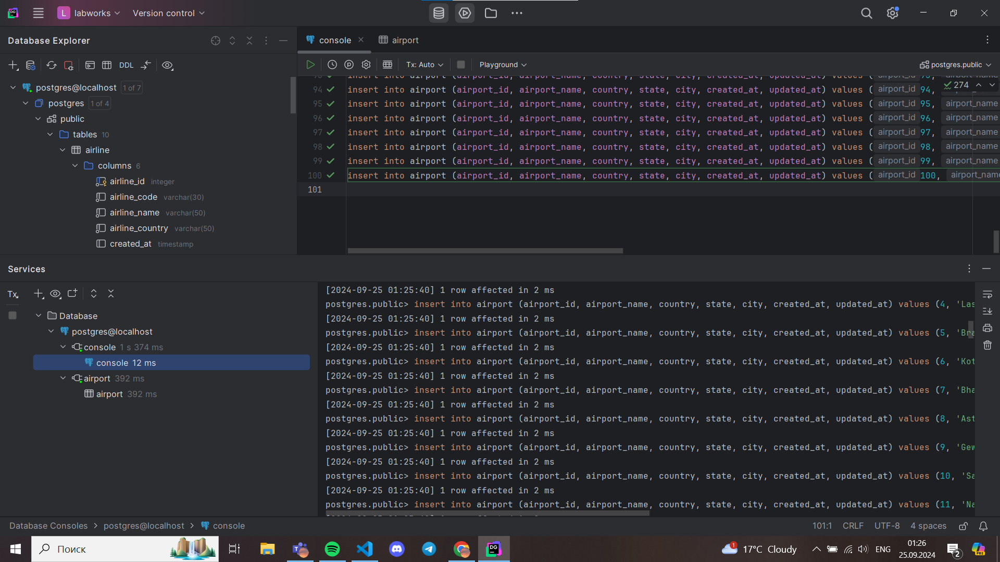 L labworks Version control
Database Explorer
console
airport
DDL
Tx: Auto
Playground
postgres.public
postgres@localhost 1 of 7
postgres 1 of 4
public
tables 10
airline
columns 6
airline_id integer
airline_code varchar(30)
airline_name varchar(50)
airline_country varchar(50)
created_at timestamp
274
93 insert into airport (airport_id, airport_name, country, state, city, created_at, updated_at) values ( airport_id 93, airport_name
94 insert into airport (airport_id, airport_name, country, state, city, created_at, updated_at) values ( airport_id 94,
95 insert into airport (airport_id, airport_name, country, state, city, created_at, updated_at) values ( airport_id 95, airport_name
96 insert into airport (airport_id, airport_name, country, state, city, created_at, updated_at) values ( airport_id 96, airport_name
97 insert into airport (airport_id, airport_name, country, state, city, created_at, updated_at) values ( airport_id 97, airport_name
98 insert into airport (airport_id, airport_name, country, state, city, created_at, updated_at) values ( airport_id 98, airport_name
99 insert into airport (airport_id, airport_name, country, state, city, created_at, updated_at) values ( airport_id 99, airport_name
100 insert into airport (airport_id, airport_name, country, state, city, created_at, updated_at) values ( airport_id 100, airport_name
101
Services
Tx
Database
postgres@localhost
console 1 s 374 ms
console 12 ms
airport 392 ms
airport 392 ms
[2024-09-25 01:25:40] 1 row affected in 2 ms
postgres.public> insert into airport (airport_id, airport_name, country, state, city, created_at, updated_at) values (4, 'Las
[2024-09-25 01:25:40] 1 row affected in 2 ms
postgres.public> insert into airport (airport_id, airport_name, country, state, city, created_at, updated_at) values (5, 'Bra
[2024-09-25 01:25:40] 1 row affected in 2 ms
postgres.public> insert into airport (airport_id, airport_name, country, state, city, created_at, updated_at) values (6, 'Kot
[2024-09-25 01:25:40] 1 row affected in 2 ms
postgres.public> insert into airport (airport_id, airport_name, country, state, city, created_at, updated_at) values (7, 'Bha
[2024-09-25 01:25:40] 1 row affected in 2 ms
postgres.public> insert into airport (airport_id, airport_name, country, state, city, created_at, updated_at) values (8, 'Ast
[2024-09-25 01:25:40] 1 row affected in 2 ms
postgres.public> insert into airport (airport_id, airport_name, country, state, city, created_at, updated_at) values (9, 'Gew
[2024-09-25 01:25:40] 1 row affected in 2 ms
postgres.public> insert into airport (airport_id, airport_name, country, state, city, created_at, updated_at) values (10, 'Sa
[2024-09-25 01:25:40] 1 row affected in 2 ms
postgres.public> insert into airport (airport_id, airport_name, country, state, city, created_at, updated_at) values (11, 'Na
Database Consoles > postgres@localhost > console
101:1 CRLF UTF-8 4 spaces
Поиск
1 17°C Cloudy
ENG
01:26
25.09.2024
2
PRE